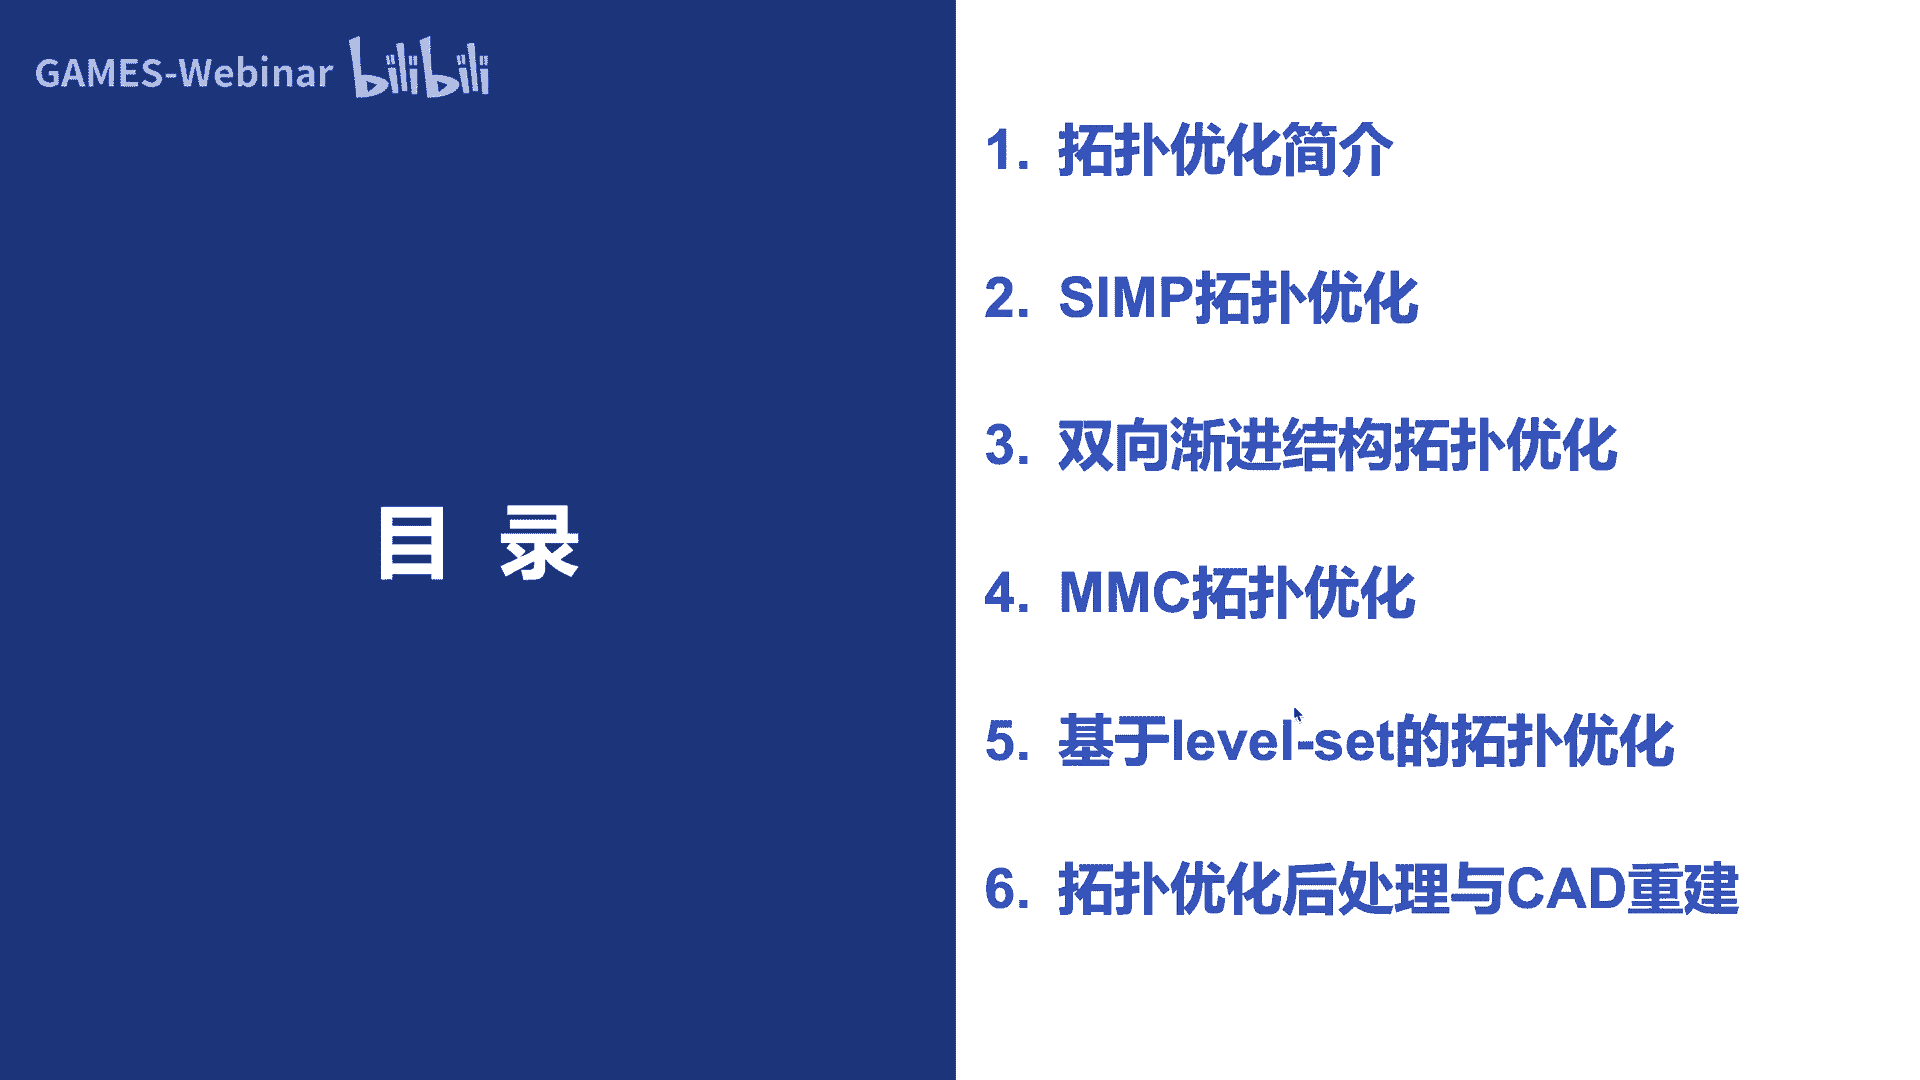 GAMES-Webinar bilibili
目 录
1. 拓扑优化简介
2. SIMP拓扑优化
3. 双向渐进结构拓扑优化
4. MMC拓扑优化
5. 基于level-set的拓扑优化
6. 拓扑优化后处理与CAD重建